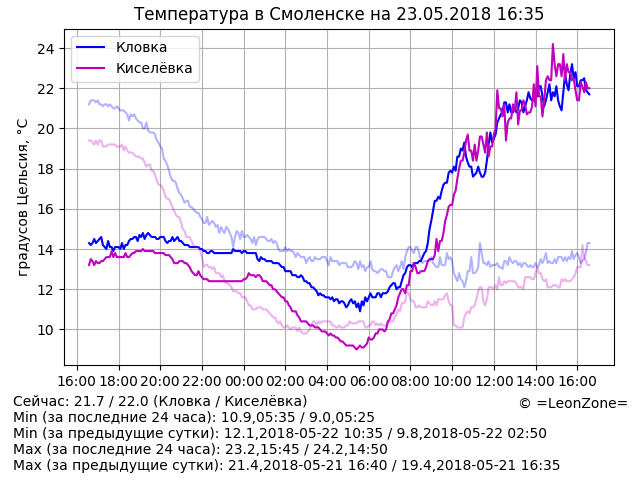 Температура в Смоленске на 23.05.2018 16:35
Кловка
Киселёвка
градусов Цельсия, °C
24
22
20
18
16
14
12
10
16:00 18:00 20:00 22:00 00:00 02:00 04:00 06:00 08:00 10:00 12:00 14:00 16:00
Сейчас: 21.7 / 22.0 (Кловка / Киселёвка)
© =LeonZone=
Min (за последние 24 часа): 10.9,05:35 / 9.0,05:25
Min (за предыдущие сутки): 12.1,2018-05-22 10:35 / 9.8,2018-05-22 02:50
Max (за последние 24 часа): 23.2,15:45 / 24.2,14:50
Max (за предыдущие сутки): 21.4,2018-05-21 16:40 / 19.4,2018-05-21 16:35